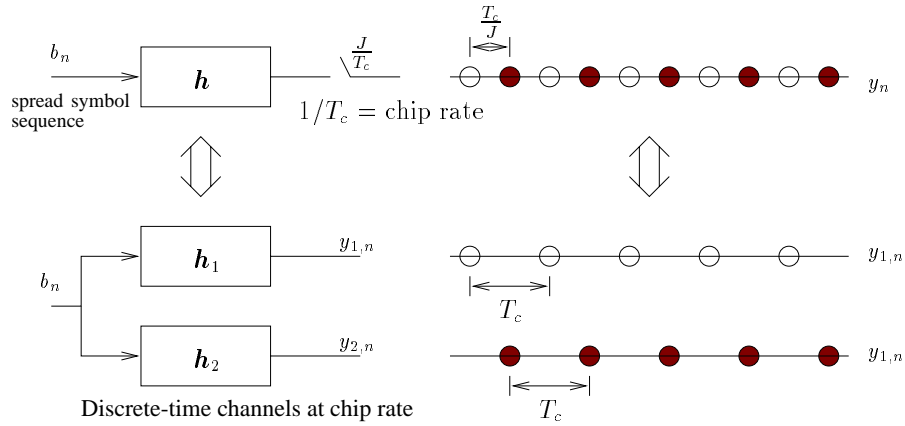 b_n
h
J/T_c
T_c/J
y_n
spread symbol
sequence
1/T_c = chip rate
b_n
h_1
y_{1,n}
y_{1,n}
T_c
h_2
y_{2,n}
y_{1,n}
T_c
Discrete-time channels at chip rate